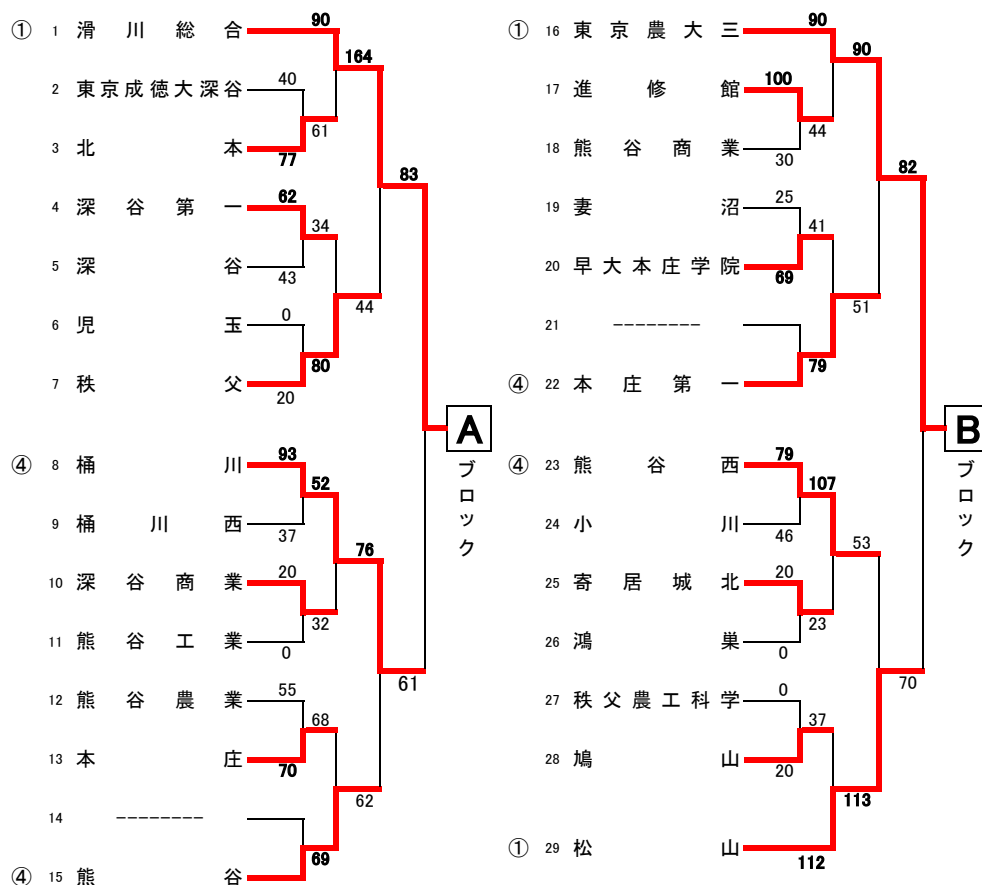 ① 1 滑川総合
90
164
2 東京成徳大深谷
40
61
3 北本
77
83
4 深谷第一
62
34
5 深谷
43
44
6 児玉
0
80
7 秩父
20
A
ブロック
④ 8 桶川
93
52
9 桶川西
37
76
10 深谷商業
20
32
11 熊谷工業
0
61
12 熊谷農業
55
68
13 本庄
70
62
14 --------
69
④ 15 熊谷
① 16 東京農大三
90
90
17 進修館
100
44
18 熊谷商業
30
82
19 妻沼
25
41
20 早大本庄学院
69
51
21 --------
79
④ 22 本庄第一
B
ブロック
④ 23 熊谷西
79
107
24 小川
46
53
25 寄居城北
20
23
26 鴻巣
0
70
27 秩父農工科学
0
37
28 鳩山
20
113
① 29 松山
112